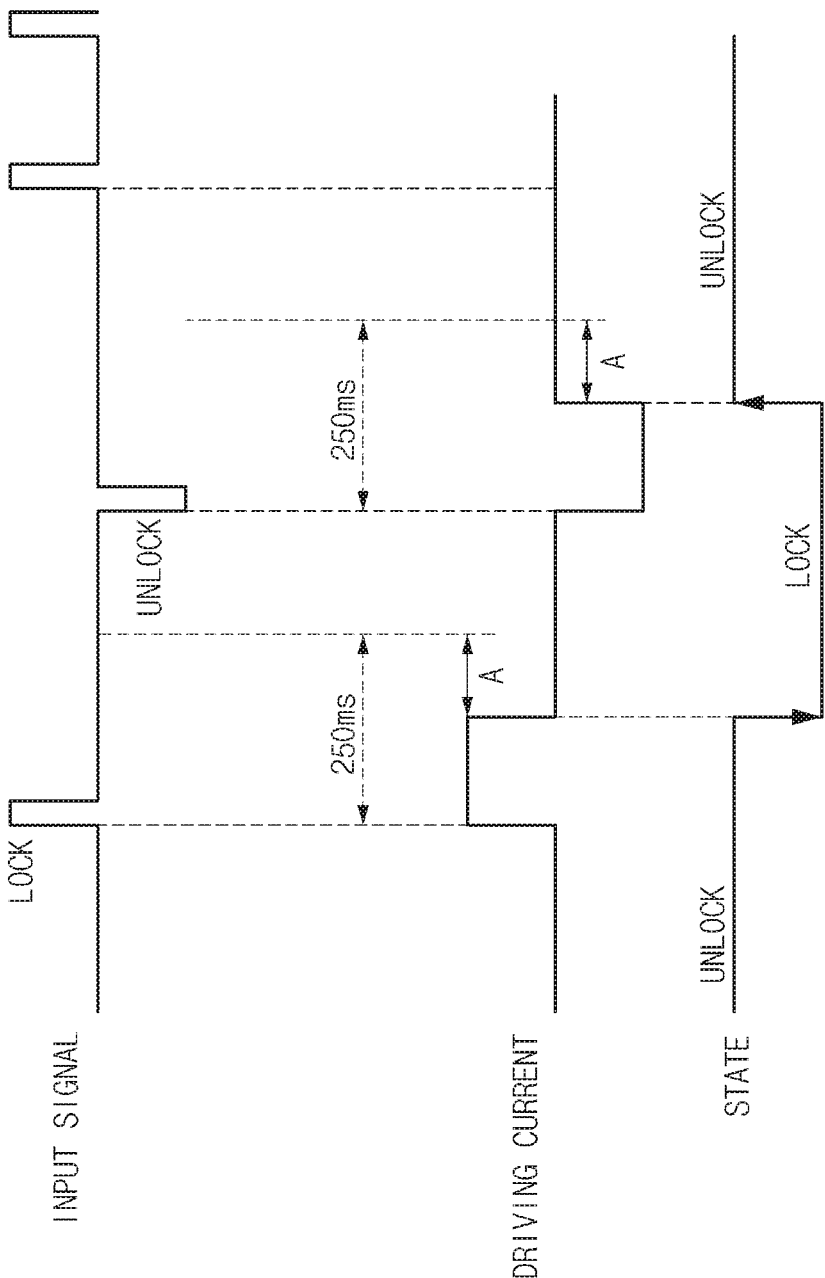 INPUT SIGNAL
LOCK
UNLOCK
250ms
250ms
DRIVING CURRENT
A
A
STATE
UNLOCK
LOCK
UNLOCK